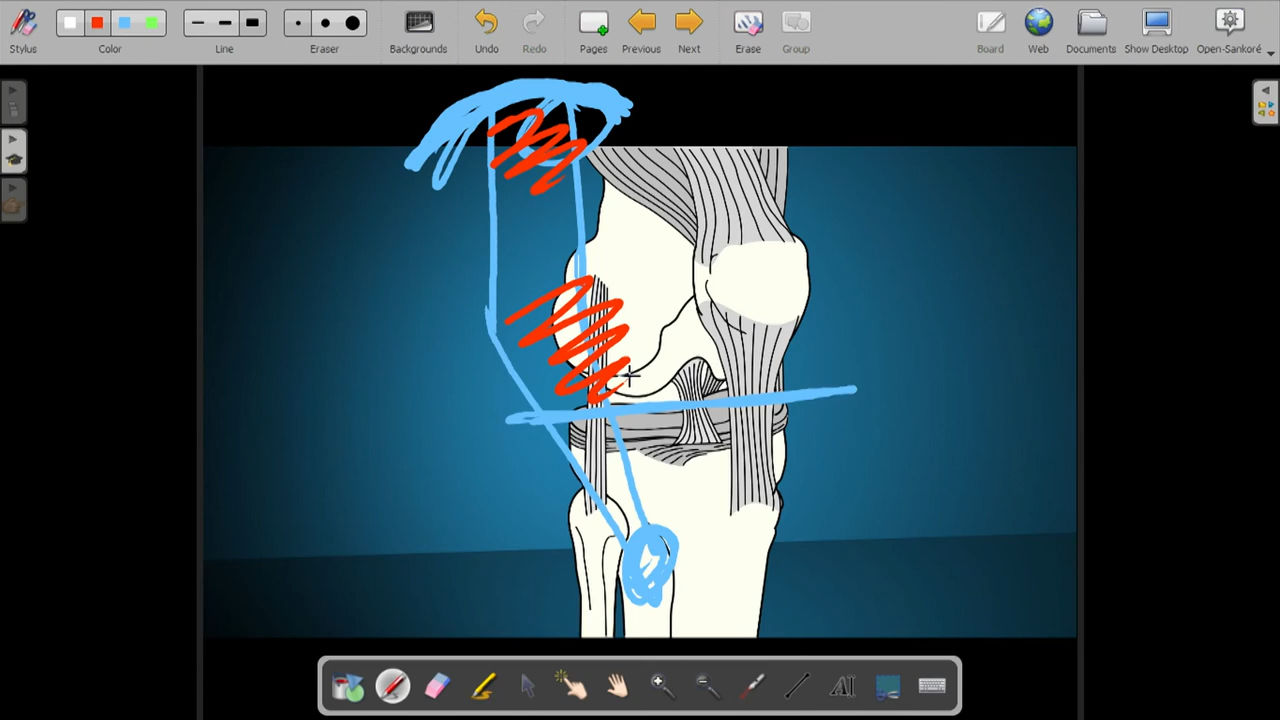 Stylus Color Line Eraser Backgrounds Undo Redo Pages Previous Next Erase Group Board Web Documents Show Desktop Open-Sankoré